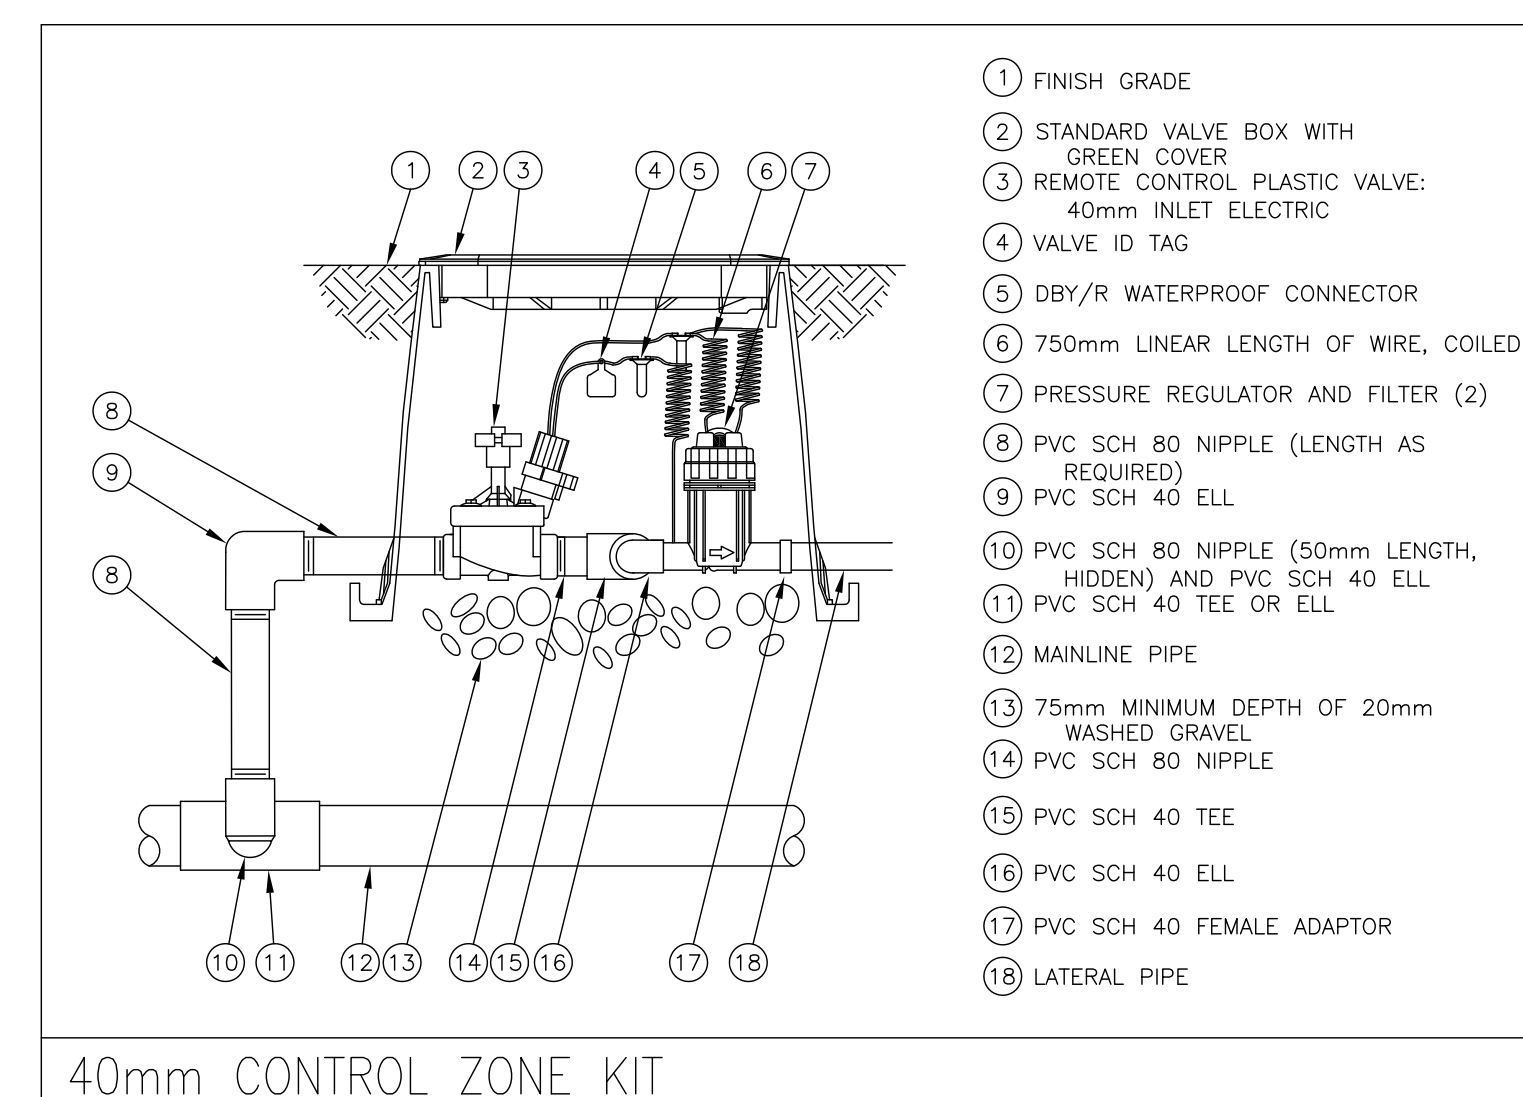 1 2 3 4 5 6 7
8
9
8
10 11 12 13 14 15 16 17 18
1 FINISH GRADE
2 STANDARD VALVE BOX WITH
GREEN COVER
3 REMOTE CONTROL PLASTIC VALVE:
40mm INLET ELECTRIC
4 VALVE ID TAG
5 DBY/R WATERPROOF CONNECTOR
6 750mm LINEAR LENGTH OF WIRE, COILED
7 PRESSURE REGULATOR AND FILTER (2)
8 PVC SCH 80 NIPPLE (LENGTH AS
REQUIRED)
9 PVC SCH 40 ELL
10 PVC SCH 80 NIPPLE (50mm LENGTH,
HIDDEN) AND PVC SCH 40 ELL
11 PVC SCH 40 TEE OR ELL
12 MAINLINE PIPE
13 75mm MINIMUM DEPTH OF 20mm
WASHED GRAVEL
14 PVC SCH 80 NIPPLE
15 PVC SCH 40 TEE
16 PVC SCH 40 ELL
17 PVC SCH 40 FEMALE ADAPTOR
18 LATERAL PIPE
40mm CONTROL ZONE KIT